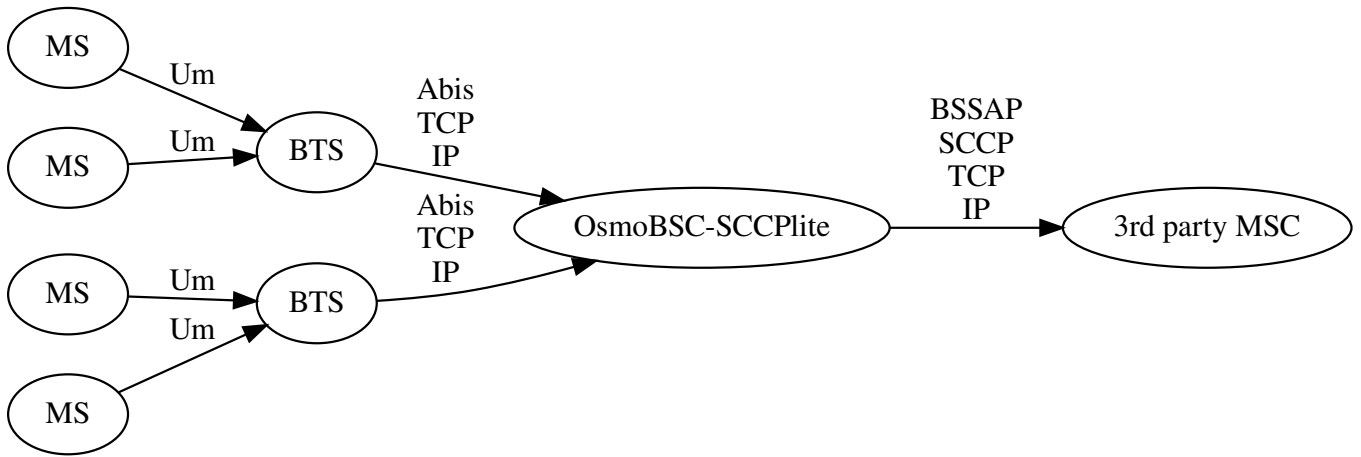 MS
Um
MS
Um
BTS
Abis
TCP
IP
MS
Um
MS
Um
BTS
Abis
TCP
IP
OsmoBSC-SCCPlite
BSSAP
SCCP
TCP
IP
3rd party MSC